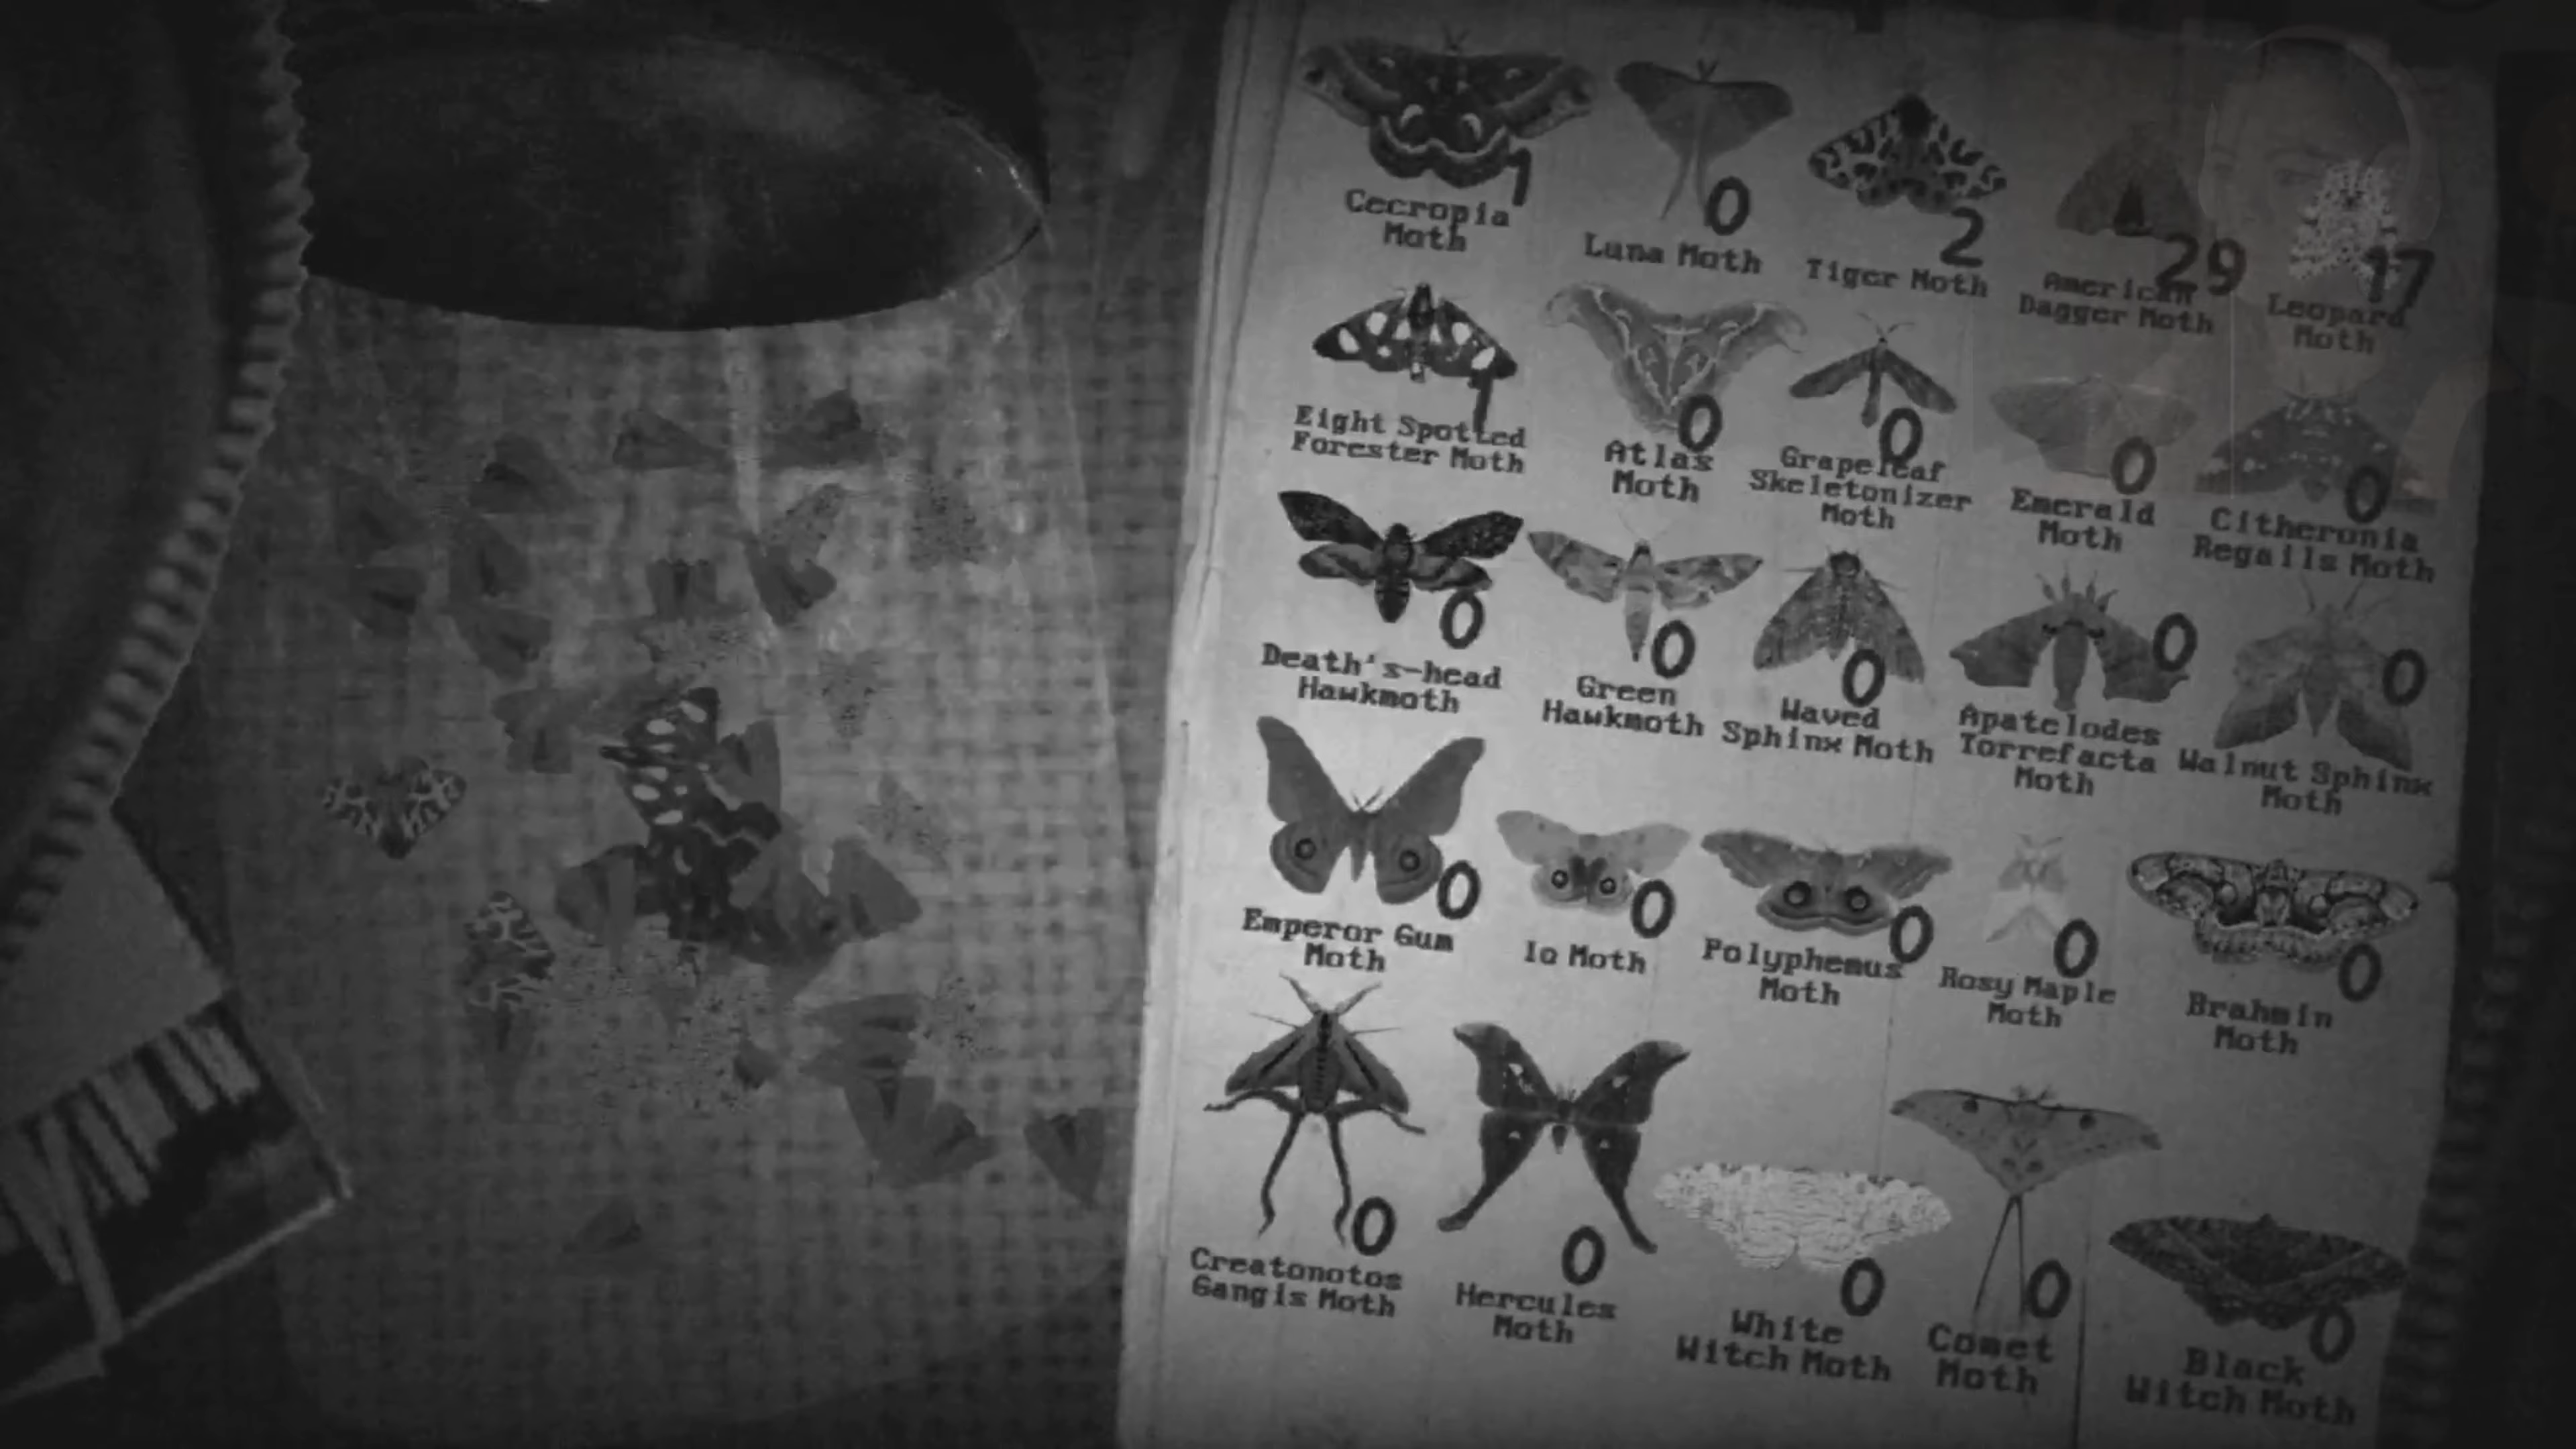 1
Cecropia
Moth
0
Luna Moth
2
Tiger Moth
29
American
Dagger Moth
17
Leopard
Moth
1
Eight Spotted
Forester Moth
0
Atlas
Moth
0
Grapeleaf
Skeletonizer
Moth
0
Emerald
Moth
0
Citheronia
Regails Moth
0
Death's-head
Hawkmoth
0
Green
Hawkmoth
0
Waved
Sphinx Moth
0
Apatelodes
Torrefacta
Moth
0
Walnut Sphinx
Moth
0
Emperor Gum
Moth
0
Io Moth
0
Polyphemus
Moth
0
Rosy Maple
Moth
0
Brahmin
Moth
0
Creatonotos
Gangis Moth
0
Hercules
Moth
0
White
Witch Moth
0
Comet
Moth
0
Black
Witch Moth